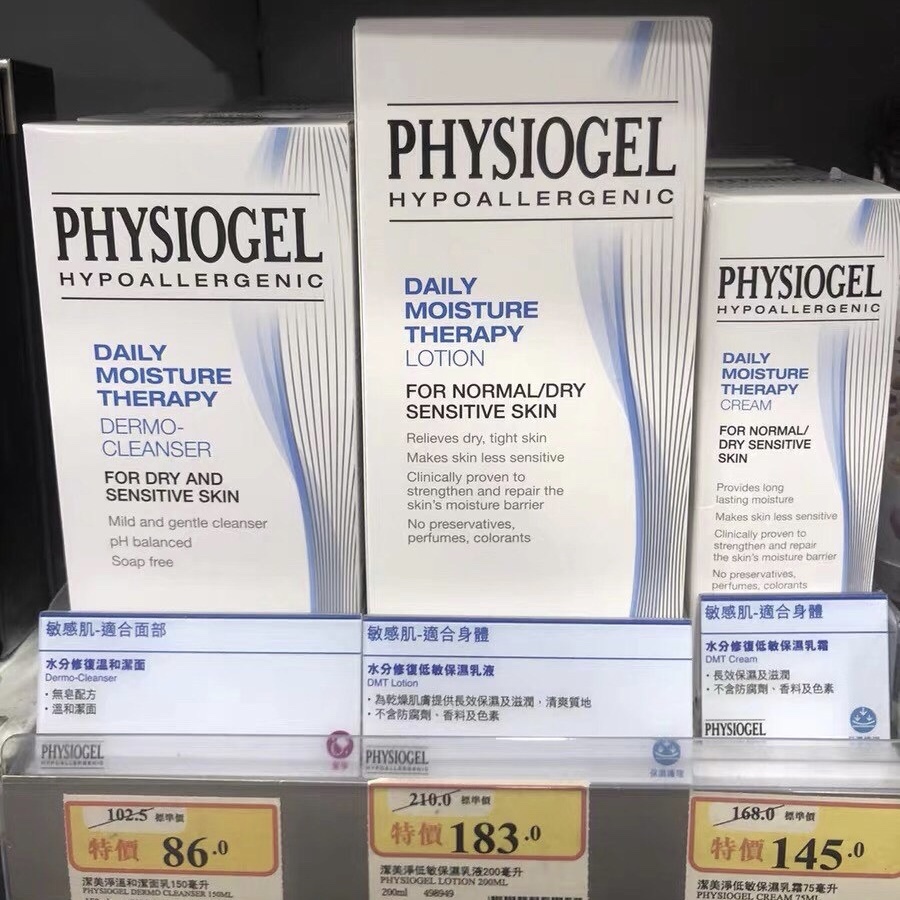 PHYSIOGEL
HYPOALLERGENIC
DAILY
MOISTURE
THERAPY
DERMO-
CLEANSER
FOR DRY AND
SENSITIVE SKIN
Mild and gentle cleanser
pH balanced
Soap free
PHYSIOGEL
HYPOALLERGENIC
DAILY
MOISTURE
THERAPY
LOTION
FOR NORMAL/DRY
SENSITIVE SKIN
Relieves dry, tight skin
Makes skin less sensitive
Clinically proven to
strengthen and repair the
skin's moisture barrier
No preservatives,
perfumes, colorants
PHYSIOGEL
HYPOALLERGENIC
DAILY
MOISTURE
THERAPY
CREAM
FOR NORMAL/
DRY SENSITIVE
SKIN
Provides long
lasting moisture
Makes skin less sensitive
Clinically proven to
strengthen and repair
the skin's moisture barrier
No preservatives,
perfumes, colorants
敏感肌-適合面部
水分修復溫和潔面
Dermo-Cleanser
• 無皂配方
• 溫和潔面
PHYSIOGEL
HYPOALLERGENIC
敏感肌-適合身體
水分修復低敏保濕乳液
DMT Lotion
• 為乾燥肌膚提供長效保濕及滋潤，清爽質地
• 不含防腐劑、香料及色素
PHYSIOGEL
HYPOALLERGENIC
保濕護理
敏感肌-適合身體
水分修復低敏保濕乳霜
DMT Cream
• 長效保濕及滋潤
• 不含防腐劑、香料及色素
PHYSIOGEL
102.5 標準價
特價 86.0
潔美淨溫和潔面乳150毫升
PHYSIOGEL DERMO CLEANSER 150ML
210.0 標準價
特價 183.0
潔美淨低敏保濕乳液200毫升
PHYSIOGEL LOTION 200ML
200ml 498949
168.0 標準價
特價 145.0
潔美淨低敏保濕乳霜75毫升
PHYSIOGEL CREAM 75ML